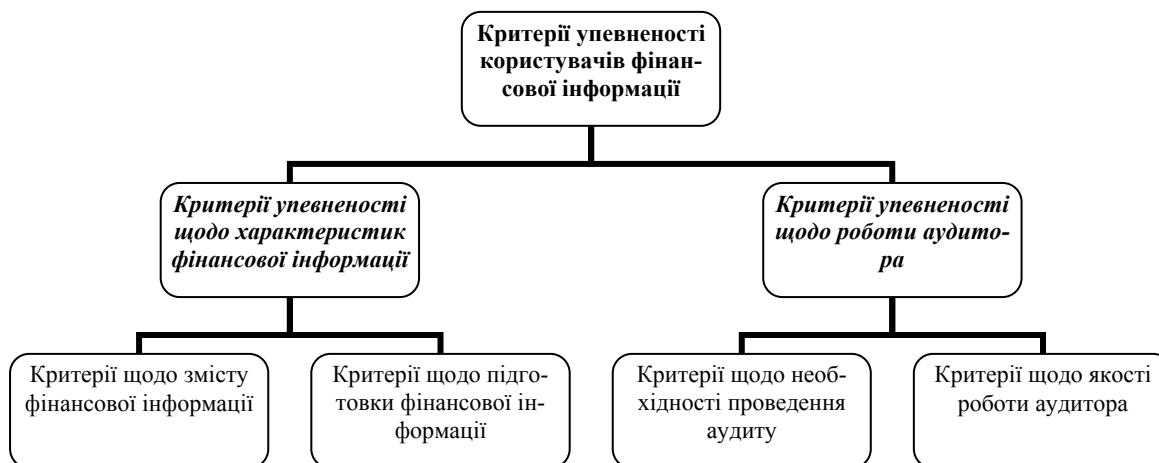 Критерії упевненості
користувачів фінан-
сової інформації
Критерії упевненості
щодо характеристик
фінансової інформації
Критерії упевненості
щодо роботи аудито-
ра
Критерії щодо змісту
фінансової інформації
Критерії щодо підго-
товки фінансової ін-
формації
Критерії щодо необ-
хідності проведення
аудиту
Критерії щодо якості
роботи аудитора